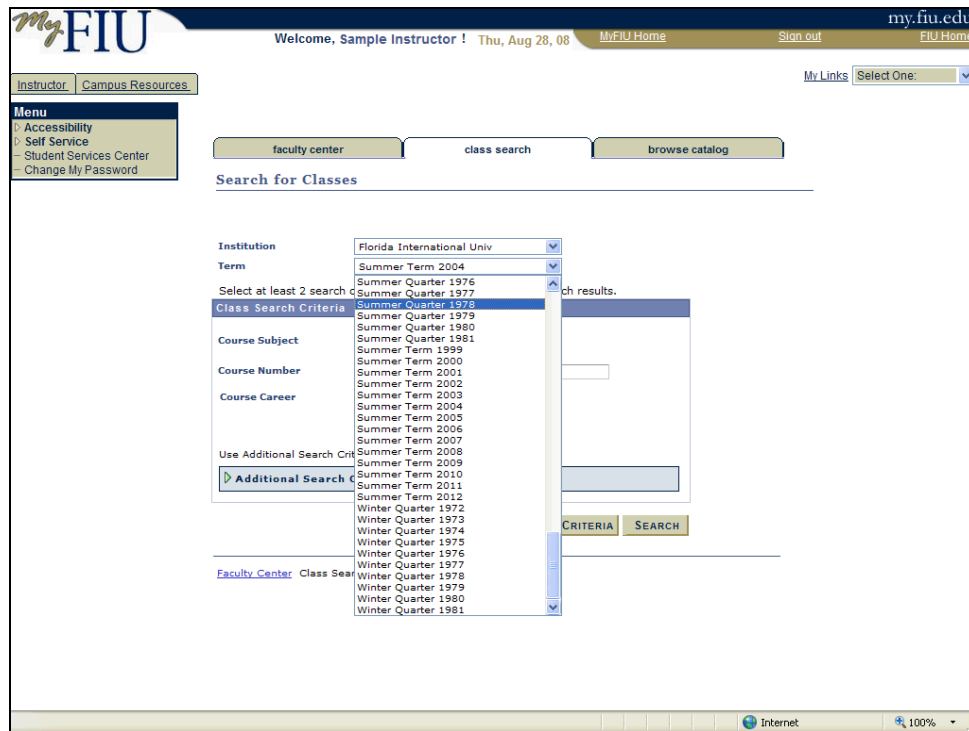 My FIU
my.fiu.edu
Welcome, Sample Instructor ! Thu, Aug 28, 08 MyFIU Home Sign out FIU Home
My Links Select One:
Instructor Campus Resources
Menu
Accessibility
Self Service
Student Services Center
Change My Password
faculty center class search browse catalog
Search for Classes
Institution Florida International Univ
Term Summer Term 2004
Select at least 2 search ch results.
Class Search Criteria
Course Subject
Course Number
Course Career
Use Additional Search
Additional Search
Summer Quarter 1976
Summer Quarter 1977
Summer Quarter 1978
Summer Quarter 1979
Summer Quarter 1980
Summer Quarter 1981
Summer Term 1999
Summer Term 2000
Summer Term 2001
Summer Term 2002
Summer Term 2003
Summer Term 2004
Summer Term 2005
Summer Term 2006
Summer Term 2007
Summer Term 2008
Summer Term 2009
Summer Term 2010
Summer Term 2011
Summer Term 2012
Winter Quarter 1972
Winter Quarter 1973
Winter Quarter 1974
Winter Quarter 1975
Winter Quarter 1976
Winter Quarter 1977
Winter Quarter 1978
Winter Quarter 1979
Winter Quarter 1980
Winter Quarter 1981
CRITERIA SEARCH
Faculty Center Class Sear
Internet 100%